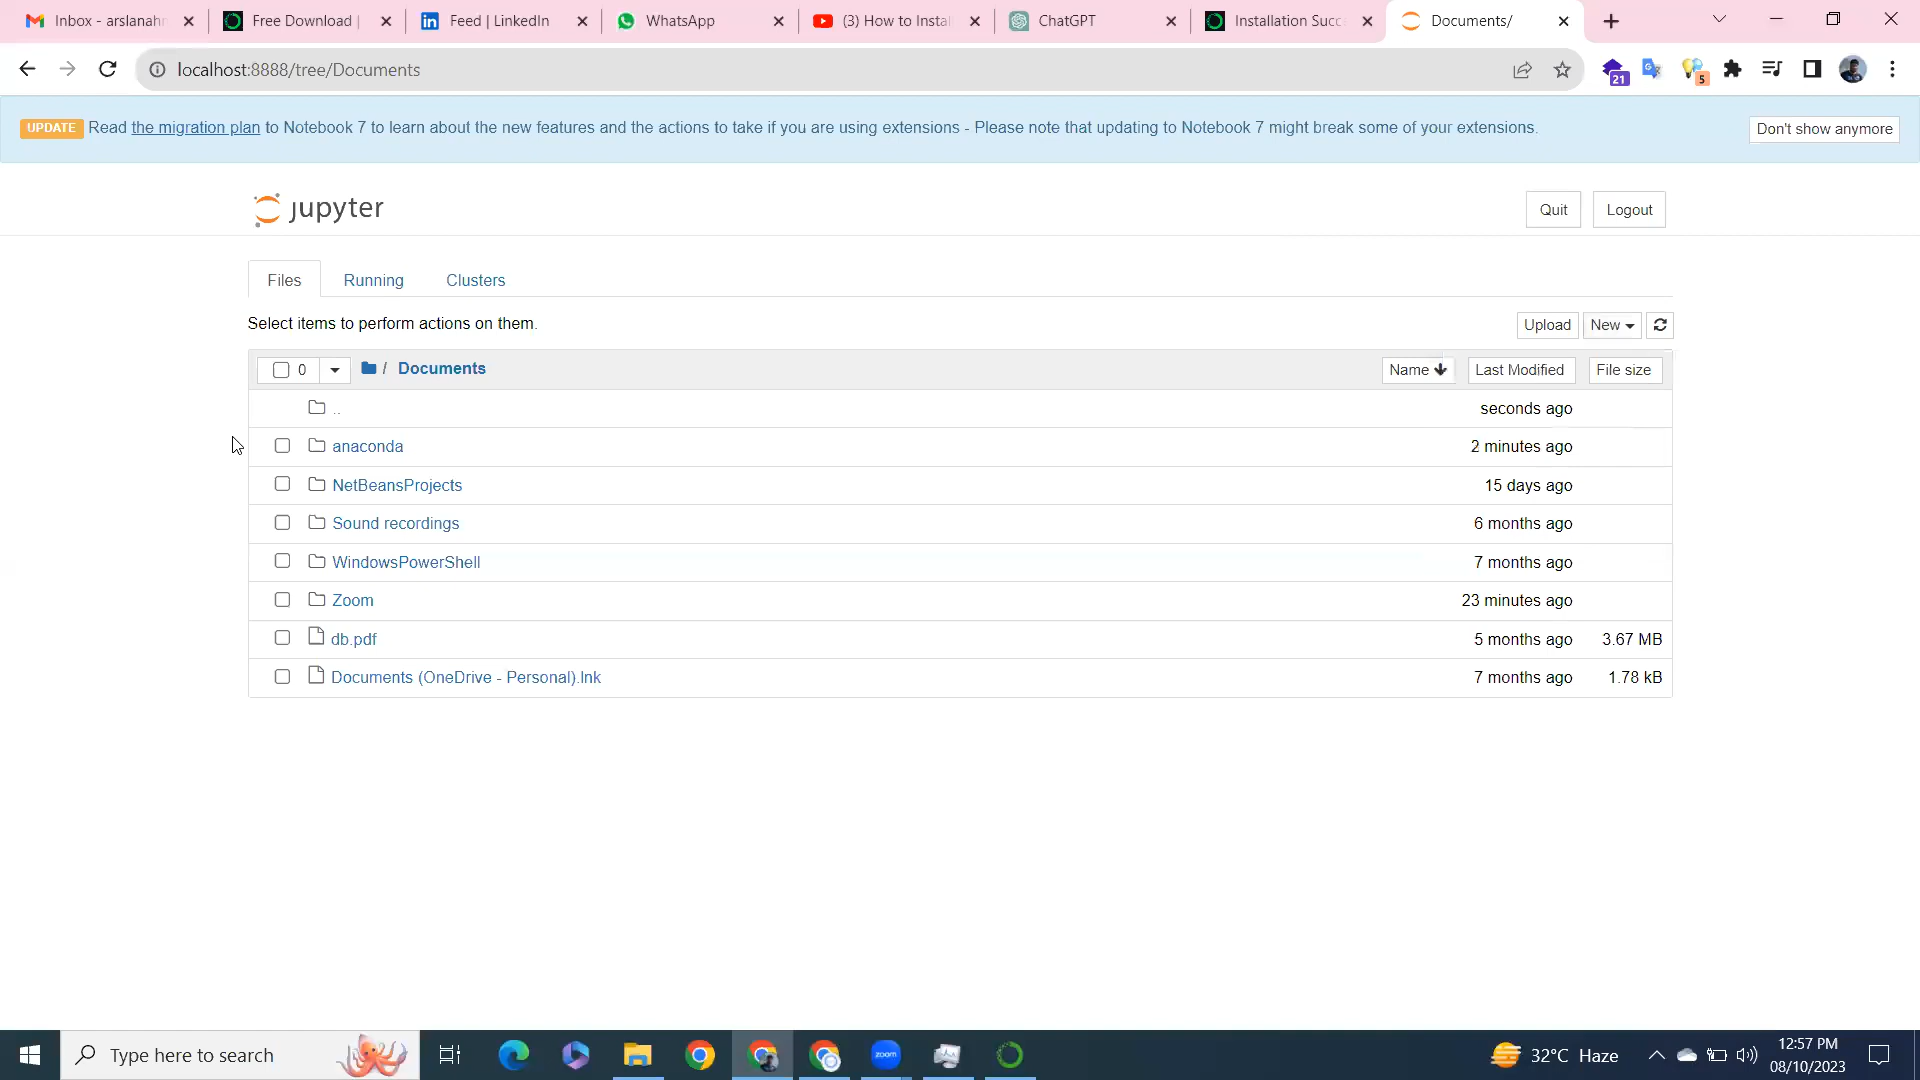 Inbox - arslanahm
Free Download |
Feed | LinkedIn
WhatsApp
(3) How to Instal
ChatGPT
Installation Succ
Documents/
localhost:8888/tree/Documents
21
5
UPDATE Read the migration plan to Notebook 7 to learn about the new features and the actions to take if you are using extensions - Please note that updating to Notebook 7 might break some of your extensions.
Don't show anymore
jupyter
Quit
Logout
Files
Running
Clusters
Select items to perform actions on them.
Upload
New
0
/ Documents
Name
Last Modified
File size
..
seconds ago
anaconda
2 minutes ago
NetBeansProjects
15 days ago
Sound recordings
6 months ago
WindowsPowerShell
7 months ago
Zoom
23 minutes ago
db.pdf
5 months ago
3.67 MB
Documents (OneDrive - Personal).lnk
7 months ago
1.78 kB
Type here to search
zoom
32°C Haze
12:57 PM
08/10/2023